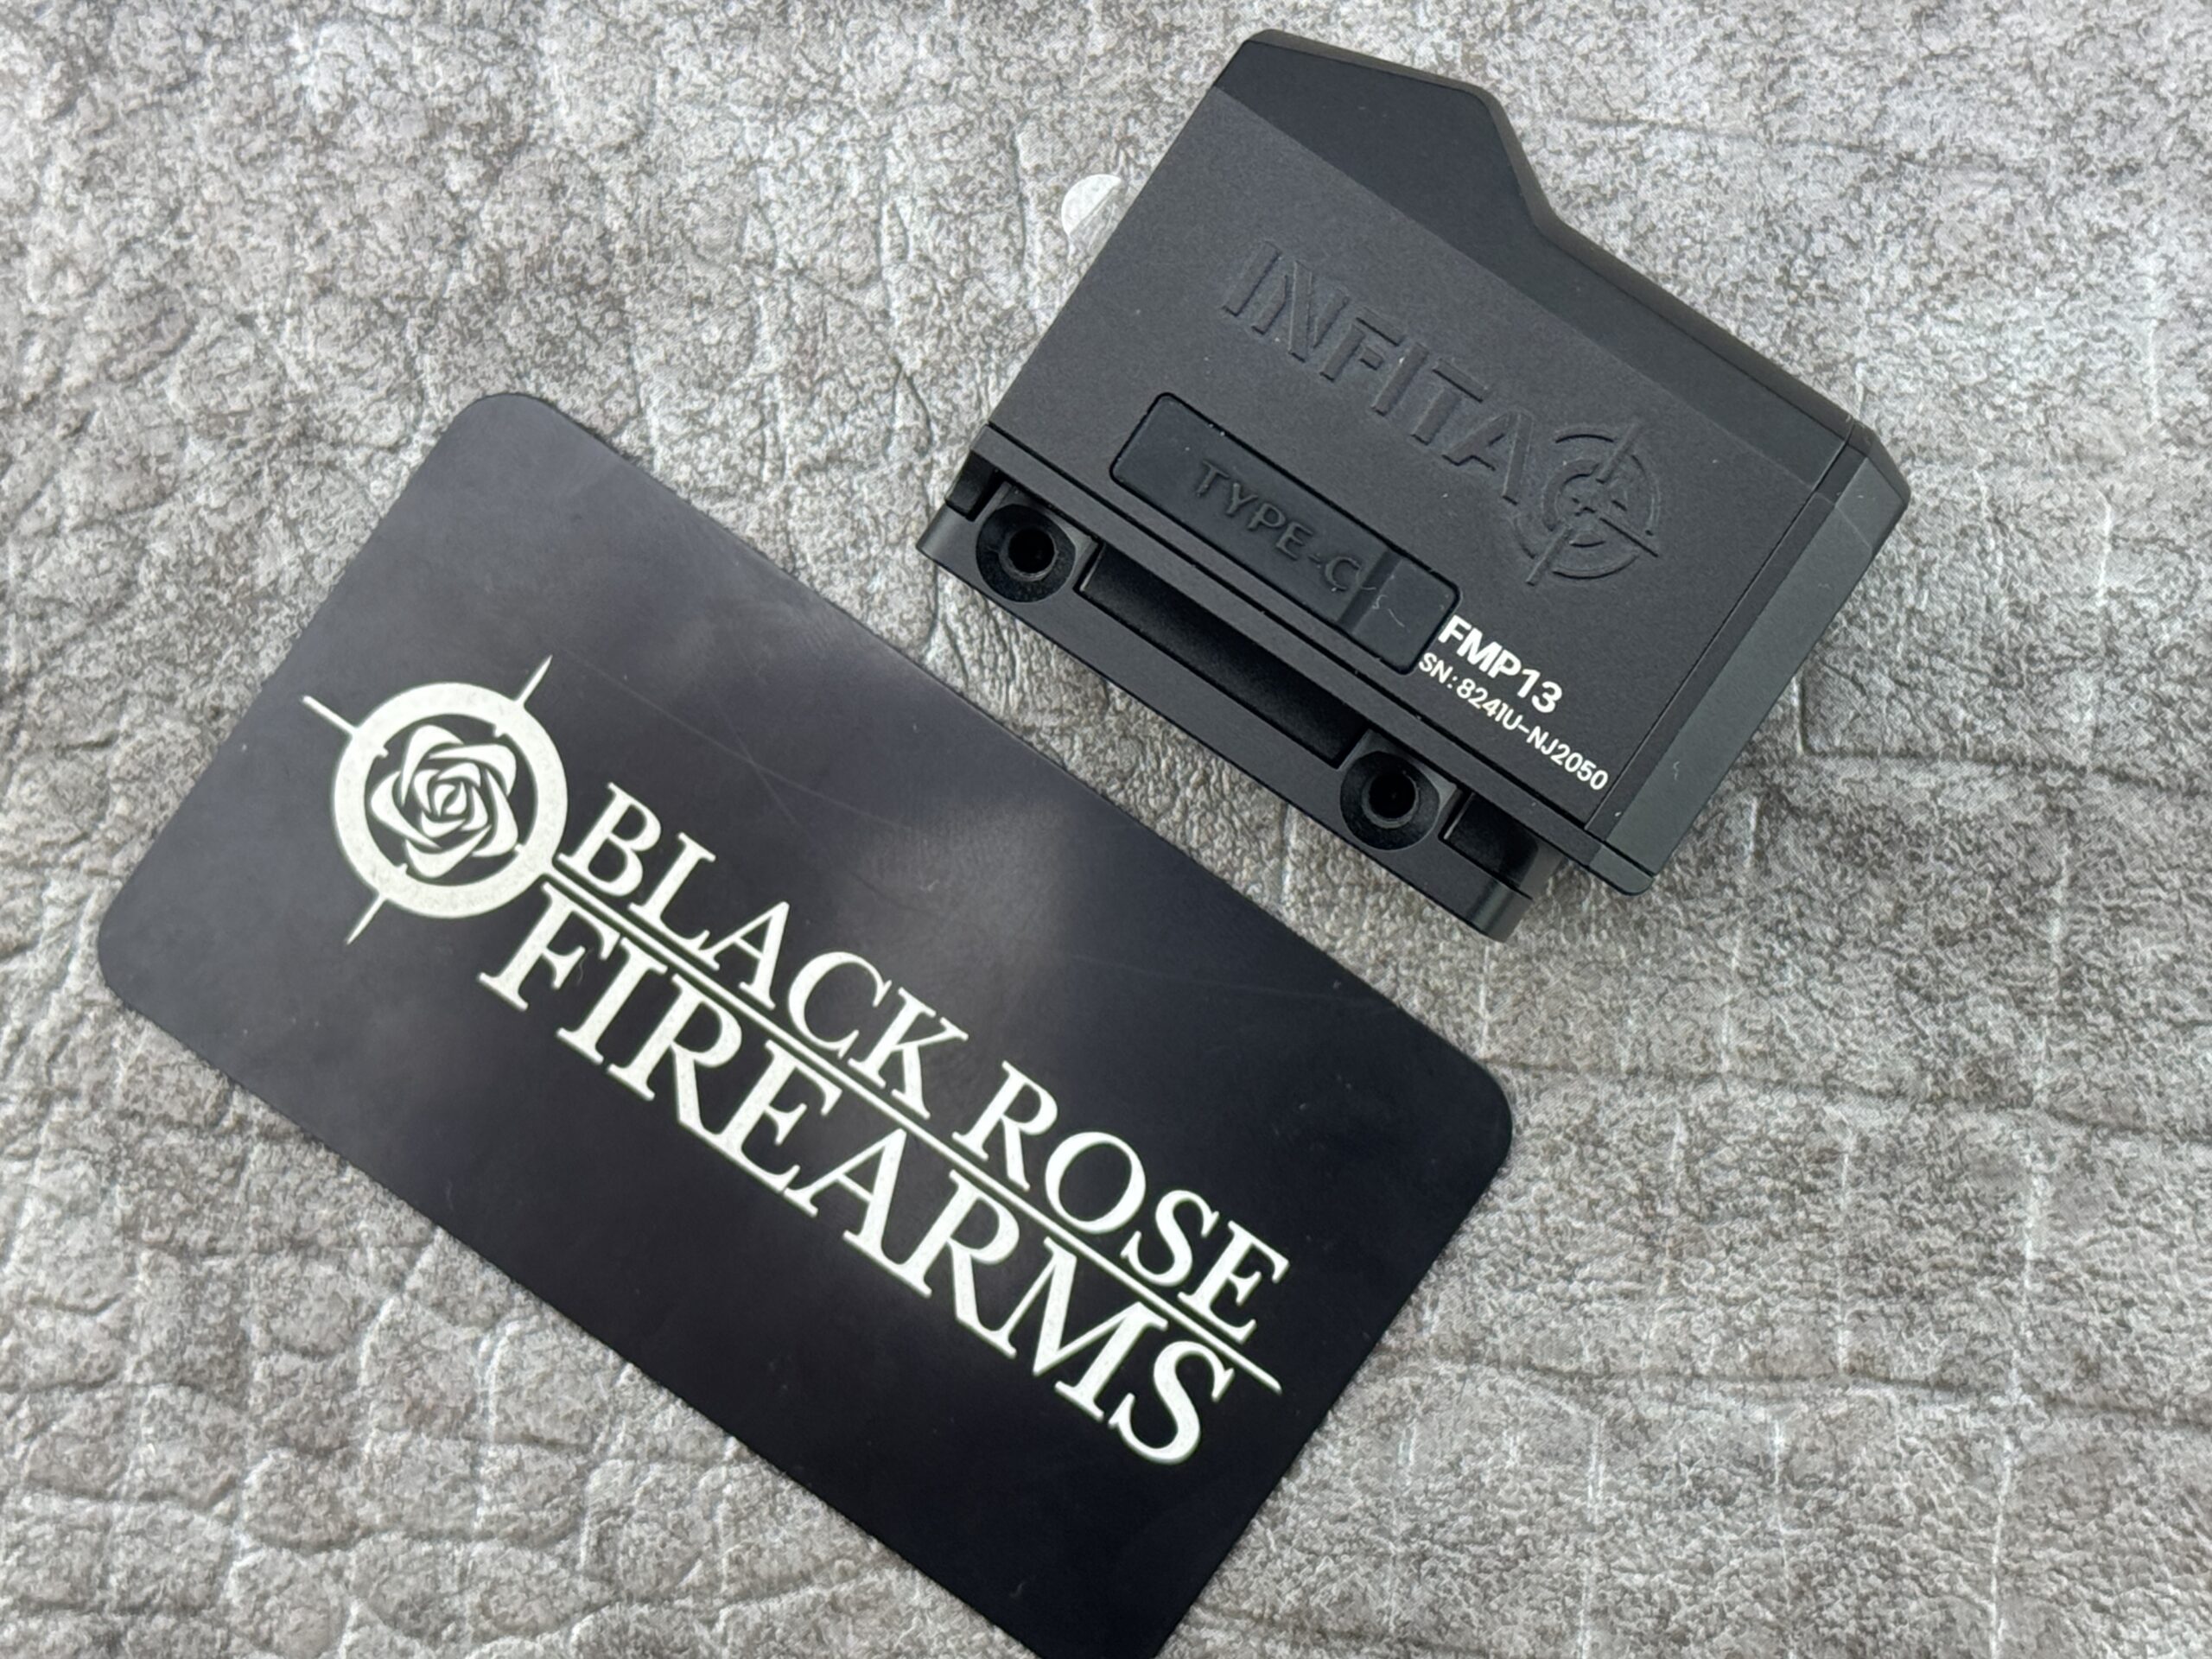 INFITA
TYPE-C
FMP13
SN:8241U-NJ2050
BLACK ROSE
FIREARMS